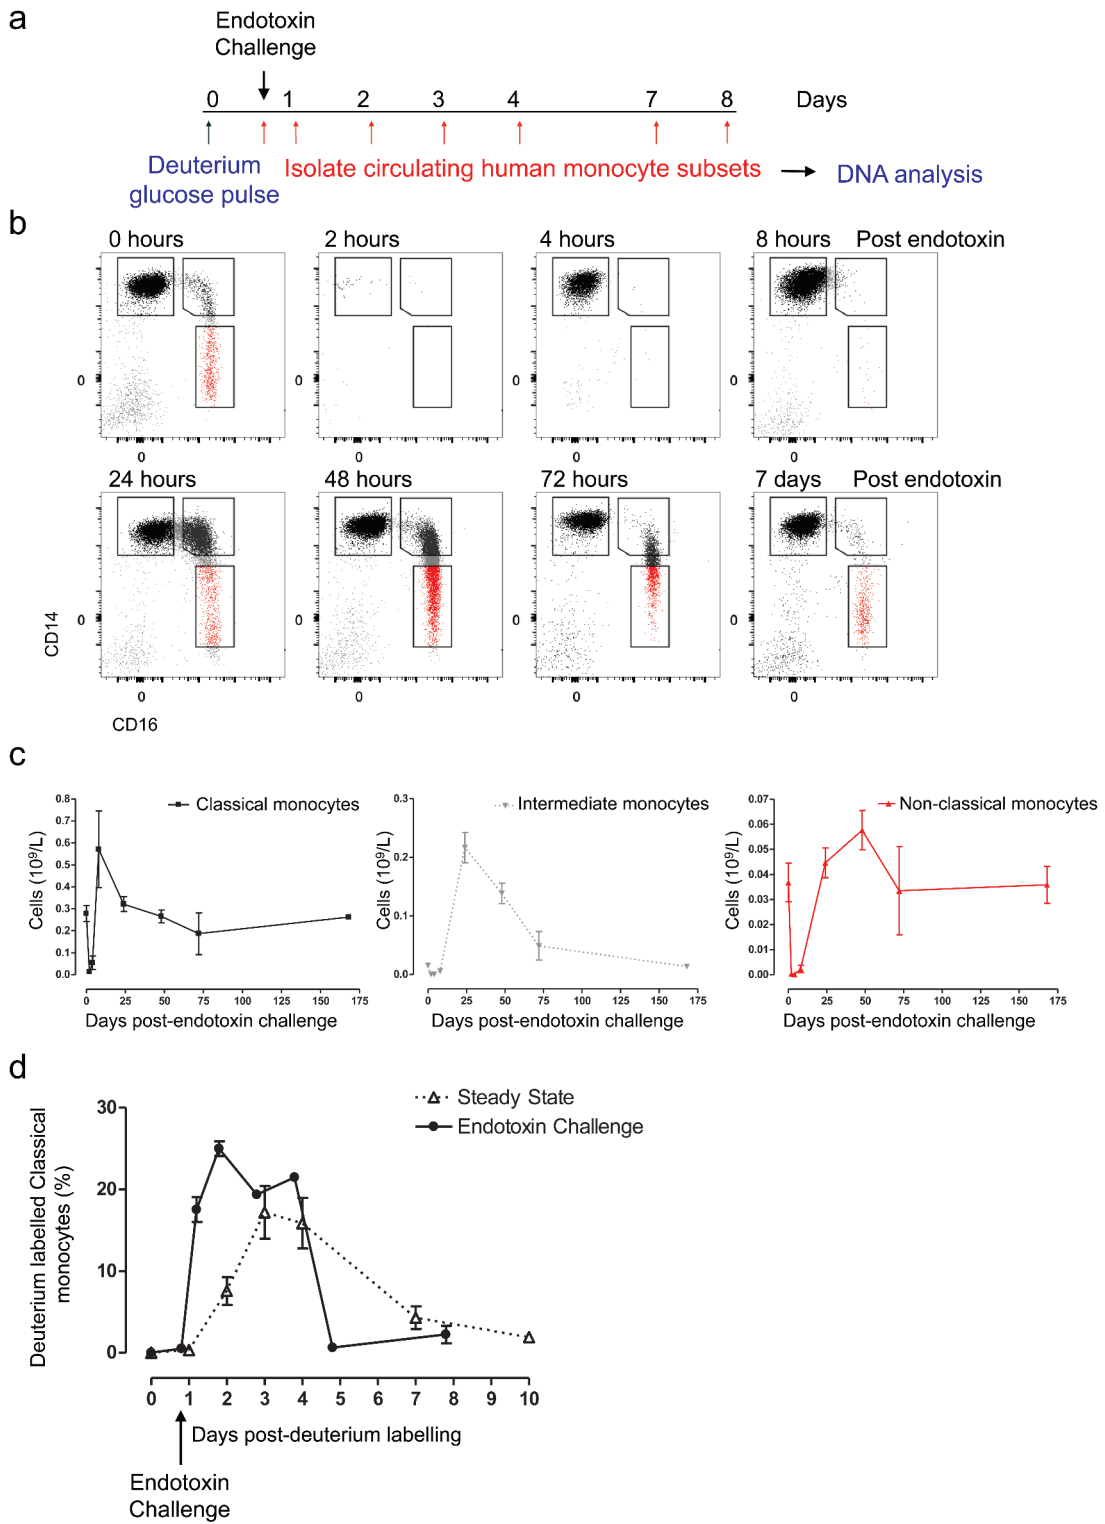 a
Endotoxin
Challenge
0 1 2 3 4 7 8 Days
Deuterium
glucose pulse
Isolate circulating human monocyte subsets
DNA analysis
b
0 hours 2 hours 4 hours 8 hours Post endotoxin
0 0 0 0
0 0 0 0
24 hours 48 hours 72 hours 7 days Post endotoxin
0 0 0 0
CD14
0 0 0 0
CD16
c
Classical monocytes
Cells (10⁹/L)
0.8
0.7
0.6
0.5
0.4
0.3
0.2
0.1
0.0
0 25 50 75 100 125 150 175
Days post-endotoxin challenge
Intermediate monocytes
Cells (10⁹/L)
0.3
0.2
0.1
0.0
0 25 50 75 100 125 150 175
Days post-endotoxin challenge
Non-classical monocytes
Cells (10⁹/L)
0.07
0.06
0.05
0.04
0.03
0.02
0.01
0.00
0 25 50 75 100 125 150 175
Days post-endotoxin challenge
d
Steady State
Endotoxin Challenge
Deuterium labelled Classical
monocytes (%)
30
20
10
0
0 1 2 3 4 5 6 7 8 9 10
Days post-deuterium labelling
Endotoxin
Challenge